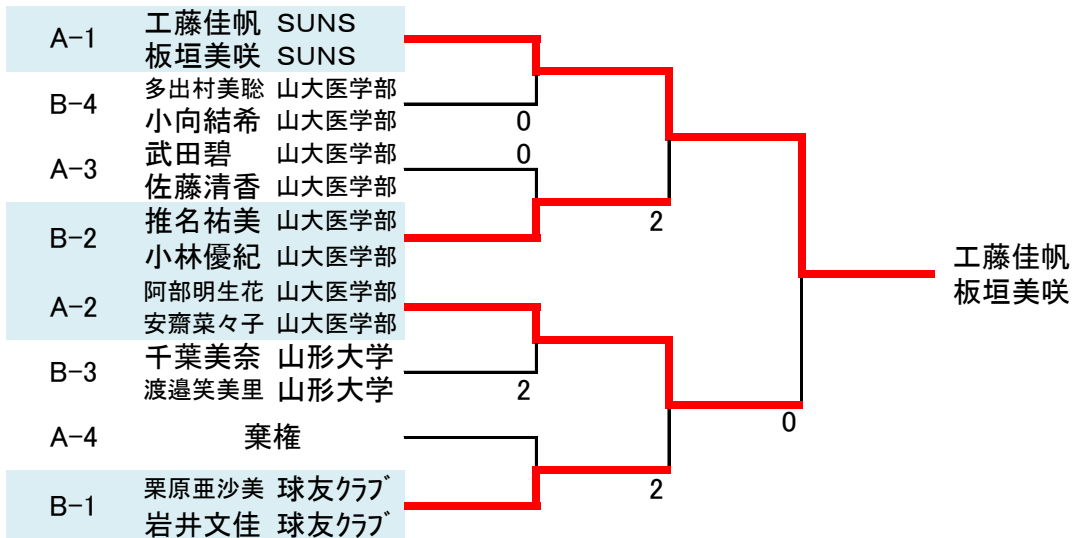 A-1 工藤佳帆 SUNS
板垣美咲 SUNS
B-4 多出村美聡 山大医学部
小向結希 山大医学部
0
A-3 武田碧 山大医学部
0
佐藤清香 山大医学部
B-2 推名祐美 山大医学部
小林優紀 山大医学部
2
A-2 阿部明生花 山大医学部
安齋菜々子 山大医学部
B-3 千葉美奈 山形大学
渡邉笑美里 山形大学
2
A-4 棄権
B-1 栗原亜沙美 球友クラブ
岩井文佳 球友クラブ
2
0
工藤佳帆
板垣美咲